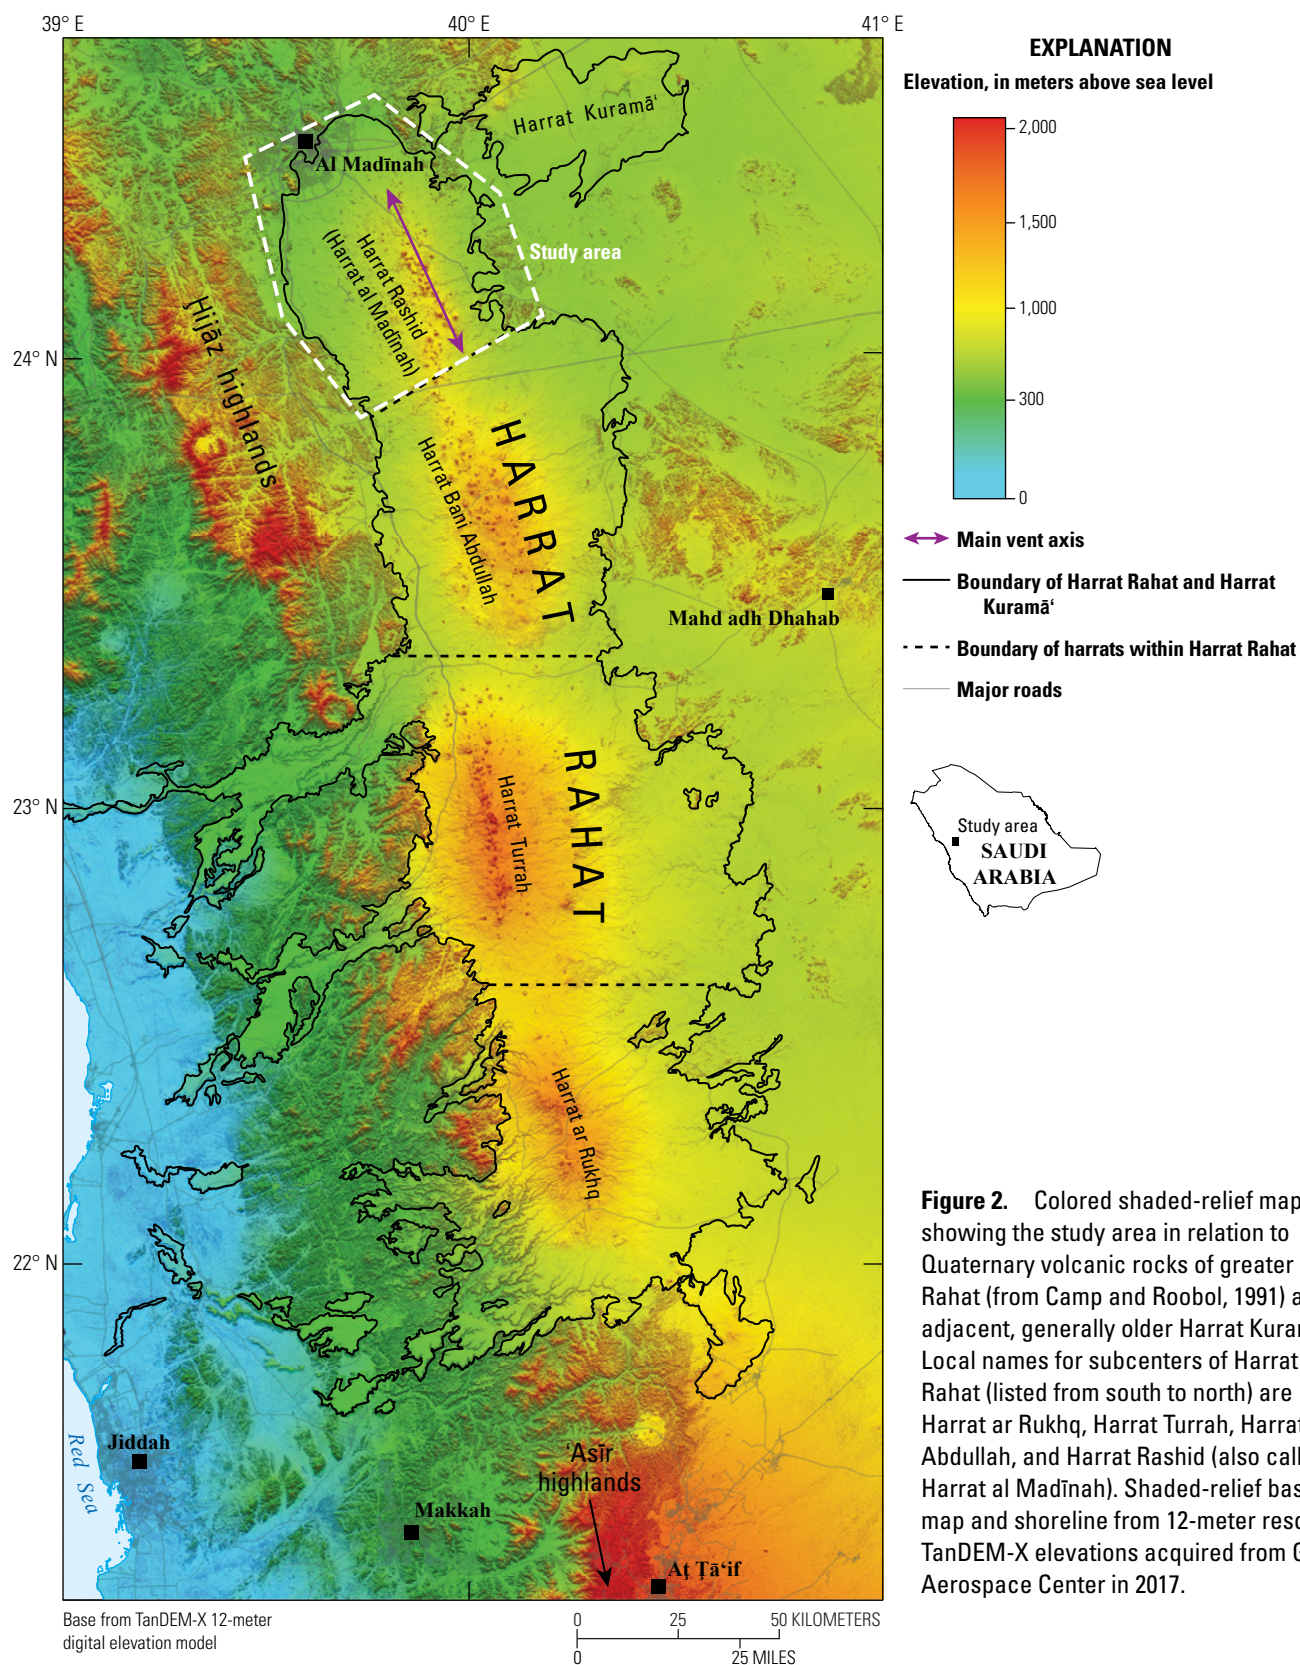 39° E
40° E
41° E
24° N
23° N
22° N
Harrat Kuramā‘
Al Madīnah
Study area
Harrat Rashid
(Harrat al Madīnah)
Ḥijāz highlands
HARRAT
Harrat Bani Abdullah
Mahd adh Dhahab
RAHAT
Harrat Turrah
Harrat ar Rukhq
Red Sea
Jiddah
Makkah
‘Asīr
highlands
Aţ Ţā‘if
Base from TanDEM-X 12-meter
digital elevation model
0 25 50 KILOMETERS
0 25 MILES
EXPLANATION
Elevation, in meters above sea level
2,000
1,500
1,000
300
0
Main vent axis
Boundary of Harrat Rahat and Harrat
Kuramā‘
Boundary of harrats within Harrat Rahat
Major roads
Study area
SAUDI
ARABIA
Figure 2. Colored shaded-relief map
showing the study area in relation to
Quaternary volcanic rocks of greater
Rahat (from Camp and Roobol, 1991) a
adjacent, generally older Harrat Kura
Local names for subcenters of Harrat
Rahat (listed from south to north) are
Harrat ar Rukhq, Harrat Turrah, Harrat
Abdullah, and Harrat Rashid (also call
Harrat al Madīnah). Shaded-relief bas
map and shoreline from 12-meter reso
TanDEM-X elevations acquired from G
Aerospace Center in 2017.